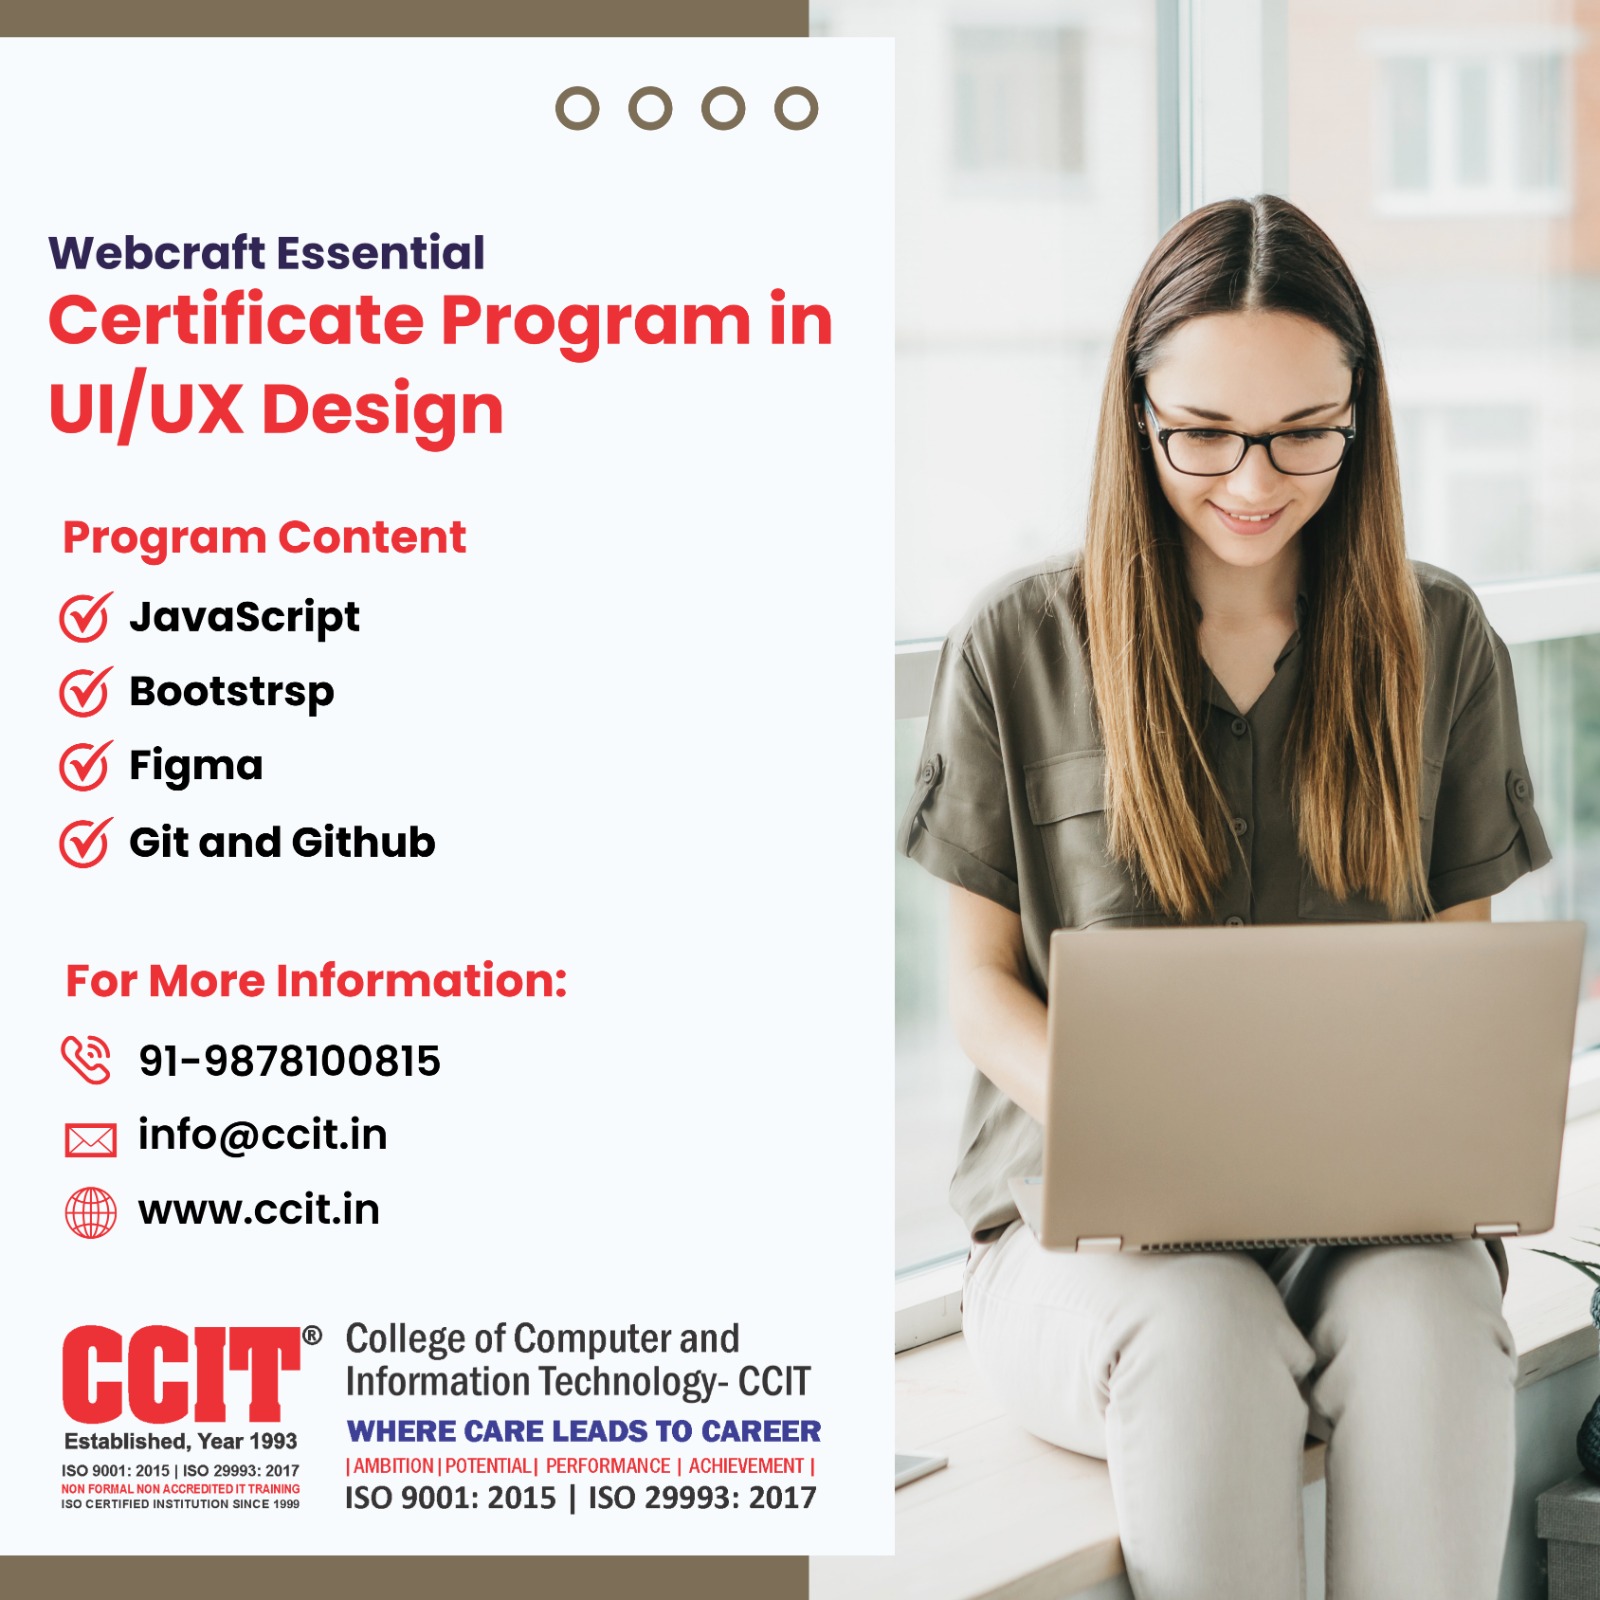 Webcraft Essential
Certificate Program in
UI/UX Design
Program Content
JavaScript
Bootstrsp
Figma
Git and Github
For More Information:
91-9878100815
info@ccit.in
www.ccit.in
CCIT®
Established, Year 1993
ISO 9001: 2015 | ISO 29993: 2017
NON FORMAL NON ACCREDITED IT TRAINING
ISO CERTIFIED INSTITUTION SINCE 1999
College of Computer and
Information Technology- CCIT
WHERE CARE LEADS TO CAREER
| AMBITION | POTENTIAL | PERFORMANCE | ACHIEVEMENT |
ISO 9001: 2015 | ISO 29993: 2017